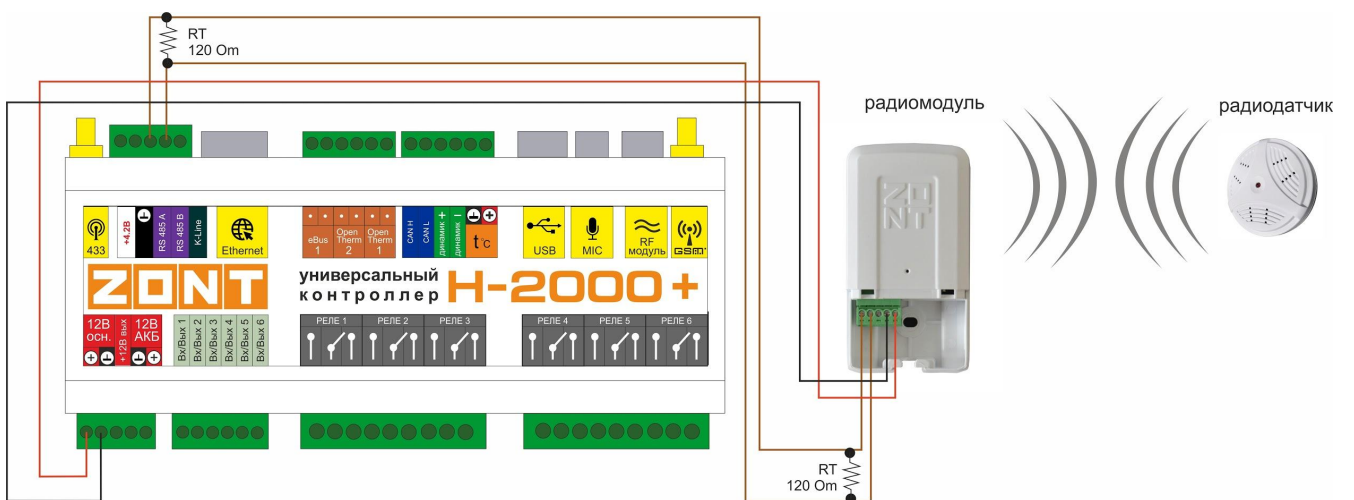 RT
120 Om
радиомодуль
радиодатчик
ZONT
433
+4.2В
RS 485 A
RS 485 B
K-Line
Ethernet
eBus
1
Open
Therm
2
Open
Therm
1
CAN H
CAN L
динамик +
динамик –
t°c
USB
MIC
RF
модуль
GSM
ZONT
универсальный
контроллер
H-2000+
12В
осн.
+12В вых
12В
АКБ
Вх/Вых 1
Вх/Вых 2
Вх/Вых 3
Вх/Вых 4
Вх/Вых 5
Вх/Вых 6
РЕЛЕ 1
РЕЛЕ 2
РЕЛЕ 3
РЕЛЕ 4
РЕЛЕ 5
РЕЛЕ 6
RT
120 Om